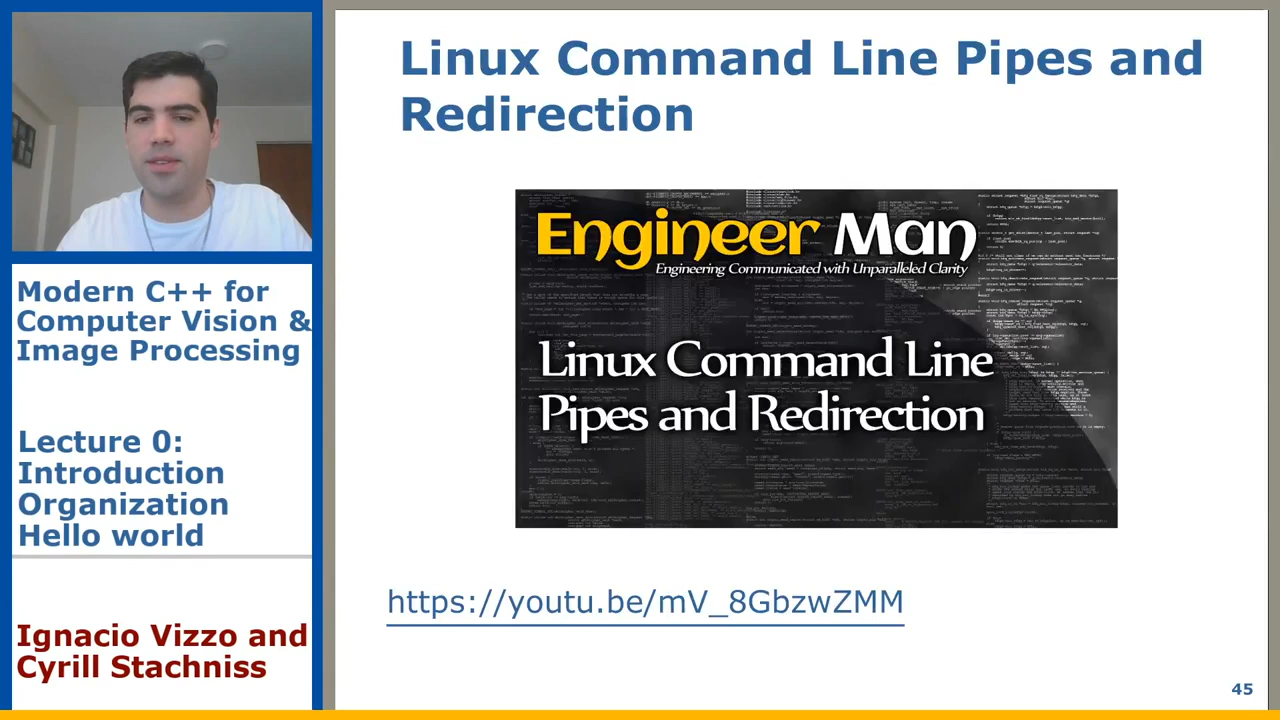 Linux Command Line Pipes and
Redirection
Engineer Man
Engineering Communicated with Unparalleled Clarity
Linux Command Line
Pipes and Redirection
https://youtu.be/mV_8GbzwZMM
45
Modern C++ for
Computer Vision &
Image Processing
Lecture 0:
Introduction
Organization
Hello world
Ignacio Vizzo and
Cyrill Stachniss